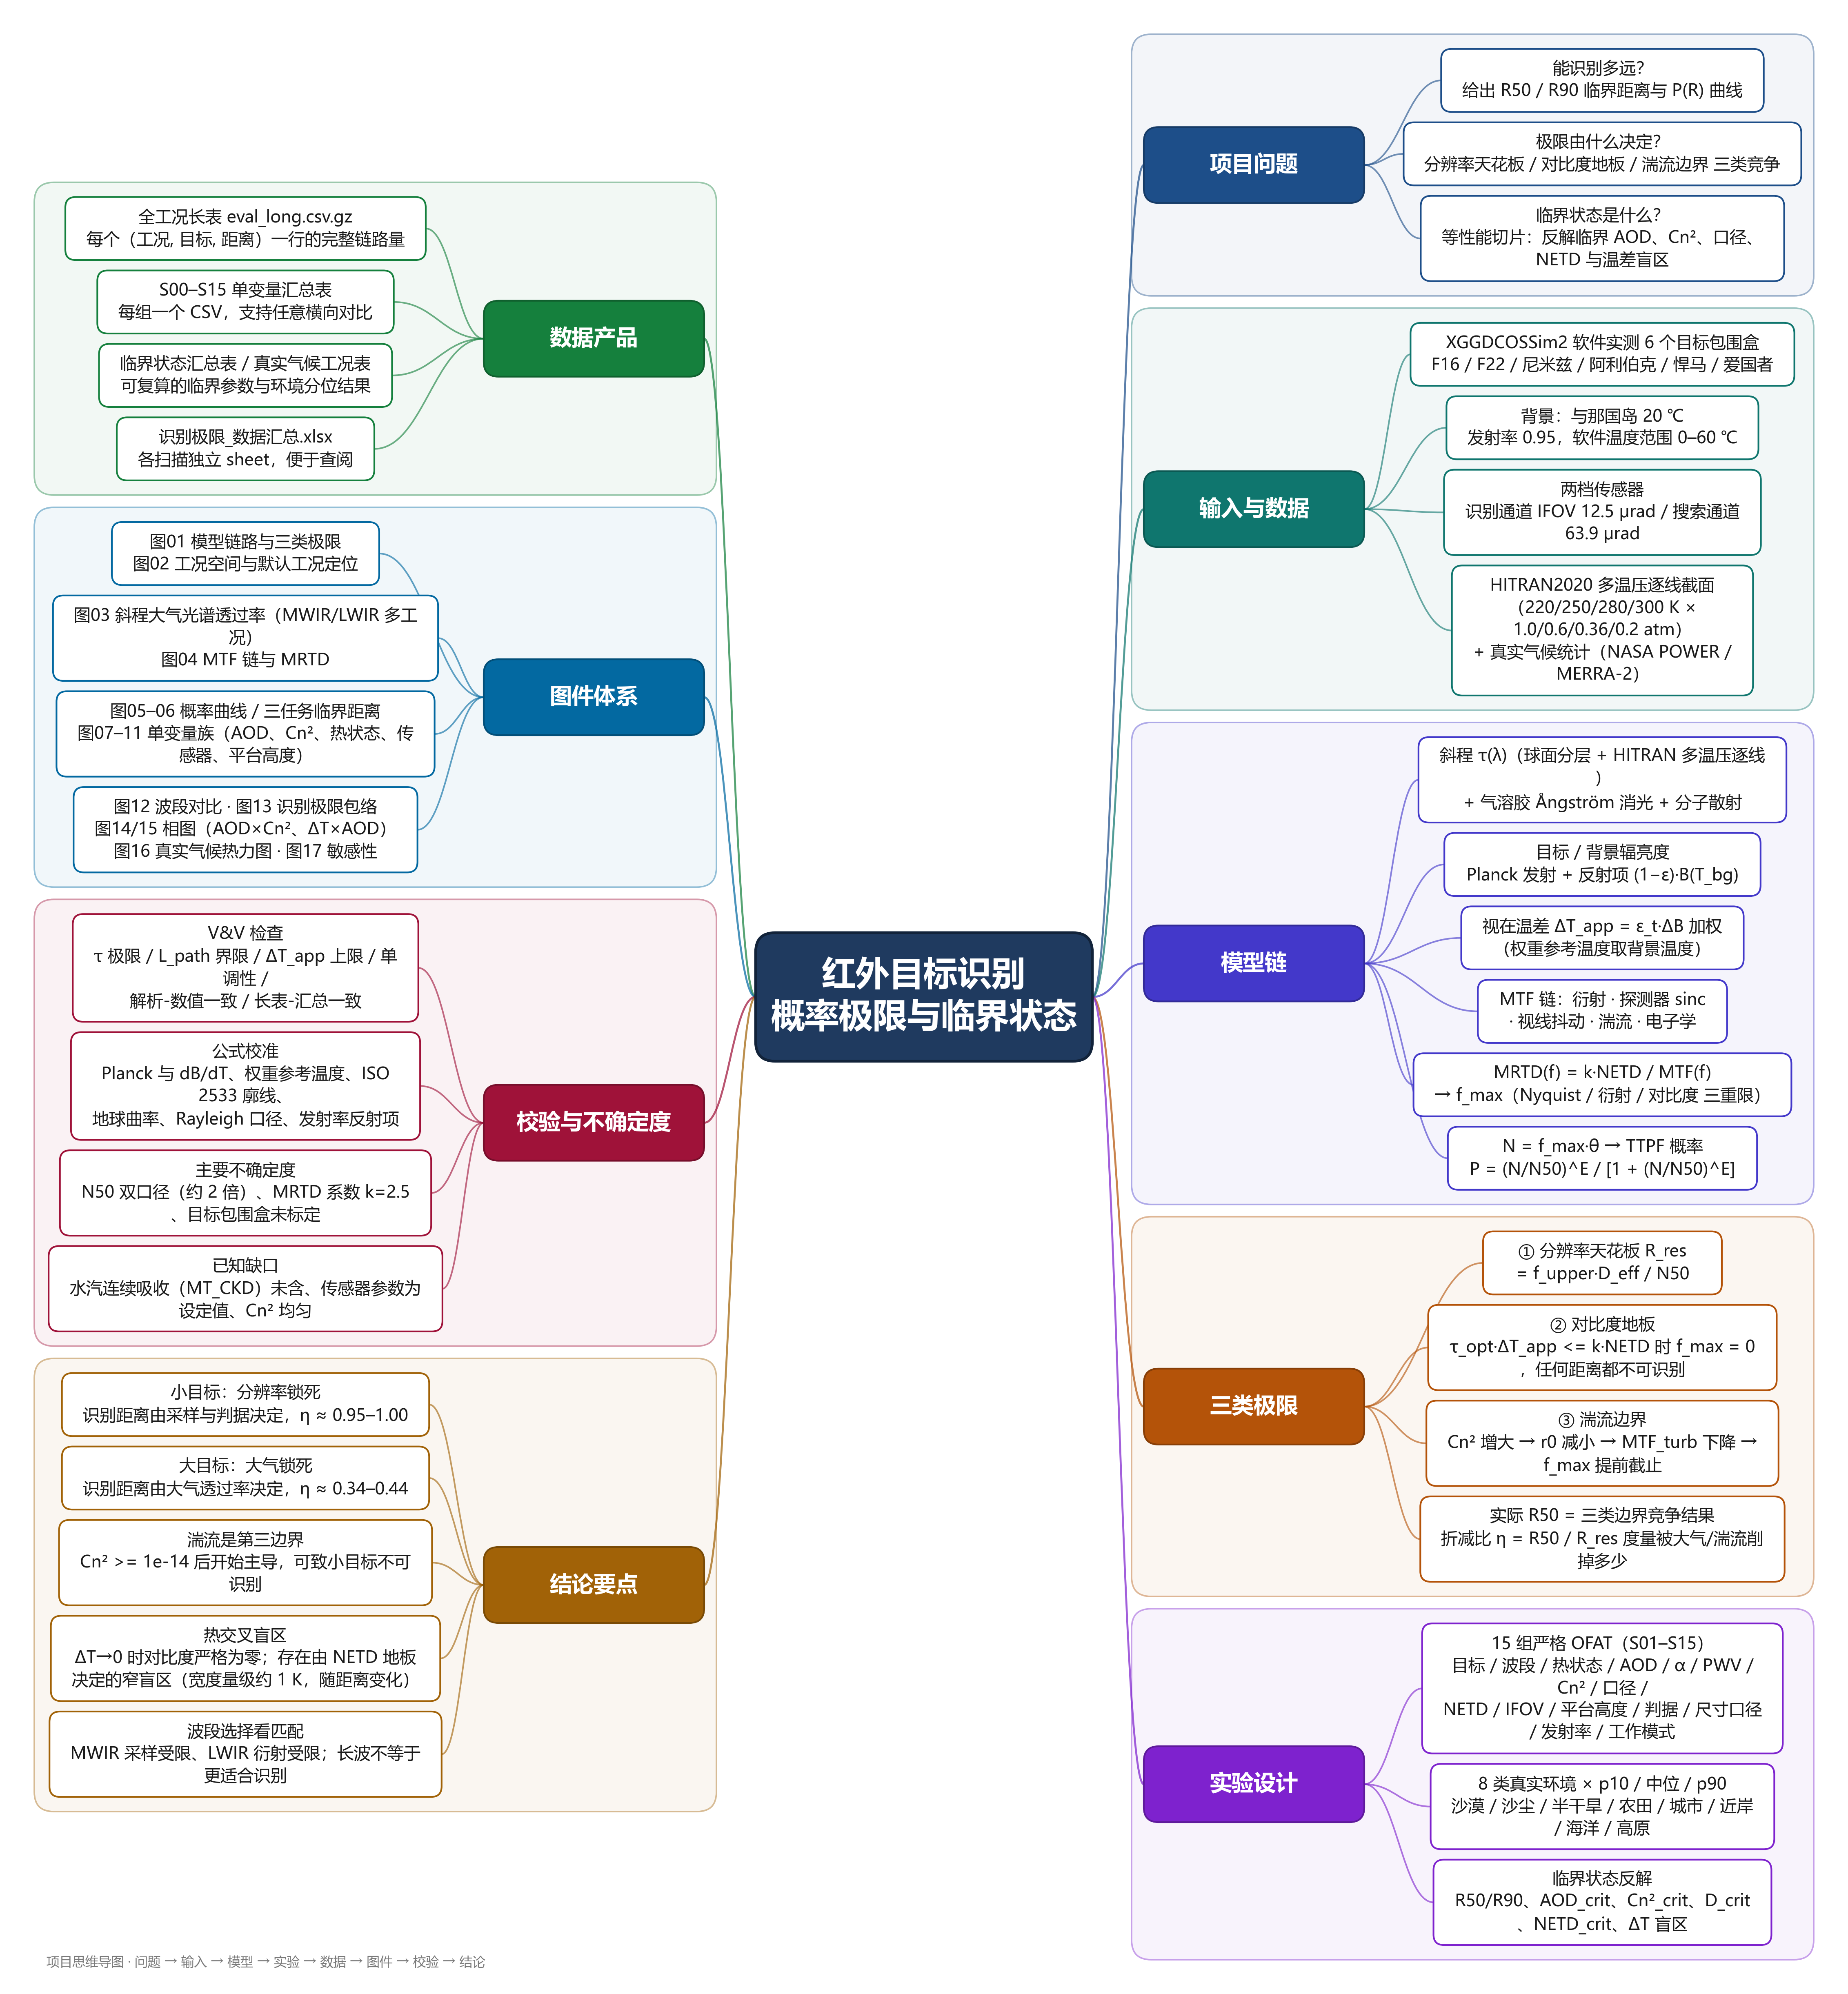 红外目标识别
概率极限与临界状态
项目问题
能识别多远？
给出 R50 / R90 临界距离与 P(R) 曲线
极限由什么决定？
分辨率天花板 / 对比度地板 / 湍流边界 三类竞争
临界状态是什么？
等性能切片：反解临界 AOD、Cn²、口径、
NETD 与温差盲区
输入与数据
XGGDCOSSim2 软件实测 6 个目标包围盒
F16 / F22 / 尼米兹 / 阿利伯克 / 悍马 / 爱国者
背景：与那国岛 20 ℃
发射率 0.95，软件温度范围 0–60 ℃
两档传感器
识别通道 IFOV 12.5 μrad / 搜索通道
63.9 μrad
HITRAN2020 多温压逐线截面
（220/250/280/300 K ×
1.0/0.6/0.36/0.2 atm）
+ 真实气候统计（NASA POWER /
MERRA-2）
模型链
斜程 τ(λ)（球面分层 + HITRAN 多温压逐线
）
+ 气溶胶 Ångström 消光 + 分子散射
目标 / 背景辐亮度
Planck 发射 + 反射项 (1−ε)·B(T_bg)
视在温差 ΔT_app = ε_t·ΔB 加权
(权重参考温度取背景温度)
MTF 链：衍射 · 探测器 sinc
· 视线抖动 · 湍流 · 电子学
MRTD(f) = k·NETD / MTF(f)
→ f_max（Nyquist / 衍射 / 对比度 三重限）
N = f_max·θ → TTPF 概率
P = (N/N50)^E / [1 + (N/N50)^E]
三类极限
① 分辨率天花板 R_res
= f_upper·D_eff / N50
② 对比度地板
τ_opt·ΔT_app <= k·NETD 时 f_max = 0
，任何距离都不可识别
③ 湍流边界
Cn² 增大 → r0 减小 → MTF_turb 下降 →
f_max 提前截止
实际 R50 = 三类边界竞争结果
折减比 η = R50 / R_res 度量被大气/湍流削
掉多少
实验设计
15 组严格 OFAT（S01–S15）
目标 / 波段 / 热状态 / AOD / α / PWV /
Cn² / 口径 /
NETD / IFOV / 平台高度 / 判据 / 尺寸口径
/ 发射率 / 工作模式
8 类真实环境 × p10 / 中位 / p90
沙漠 / 沙尘 / 半干旱 / 农田 / 城市 / 近岸
/ 海洋 / 高原
临界状态反解
R50/R90、AOD_crit、Cn²_crit、D_crit
、NETD_crit、ΔT 盲区
数据产品
全工况长表 eval_long.csv.gz
每个（工况, 目标, 距离）一行的完整链路量
S00–S15 单变量汇总表
每组一个 CSV，支持任意横向对比
临界状态汇总表 / 真实气候工况表
可复算的临界参数与环境分位结果
识别极限_数据汇总.xlsx
各扫描独立 sheet，便于查阅
图件体系
图01 模型链路与三类极限
图02 工况空间与默认工况定位
图03 斜程大气光谱透过率（MWIR/LWIR 多工
况）
图04 MTF 链与 MRTD
图05–06 概率曲线 / 三任务临界距离
图07–11 单变量族（AOD、Cn²、热状态、传
感器、平台高度）
图12 波段对比 · 图13 识别极限包络
图14/15 相图（AOD×Cn²、ΔT×AOD）
图16 真实气候热力图 · 图17 敏感性
校验与不确定度
V&V 检查
τ 极限 / L_path 界限 / ΔT_app 上限 / 单
调性 /
解析-数值一致 / 长表-汇总一致
公式校准
Planck 与 dB/dT、权重参考温度、ISO
2533 廓线、
地球曲率、Rayleigh 口径、发射率反射项
主要不确定度
N50 双口径（约 2 倍）、MRTD 系数 k=2.5
、目标包围盒未标定
已知缺口
水汽连续吸收（MT_CKD）未含、传感器参数为
设定值、Cn² 均匀
结论要点
小目标：分辨率锁死
识别距离由采样与判据决定，η ≈ 0.95–1.00
大目标：大气锁死
识别距离由大气透过率决定，η ≈ 0.34–0.44
湍流是第三边界
Cn² >= 1e-14 后开始主导，可致小目标不可
识别
热交叉盲区
ΔT→0 时对比度严格为零；存在由 NETD 地板
决定的窄盲区（宽度量级约 1 K，随距离变化）
波段选择看匹配
MWIR 采样受限、LWIR 衍射受限；长波不等于
更适合识别
项目思维导图 · 问题 → 输入 → 模型 → 实验 → 数据 → 图件 → 校验 → 结论